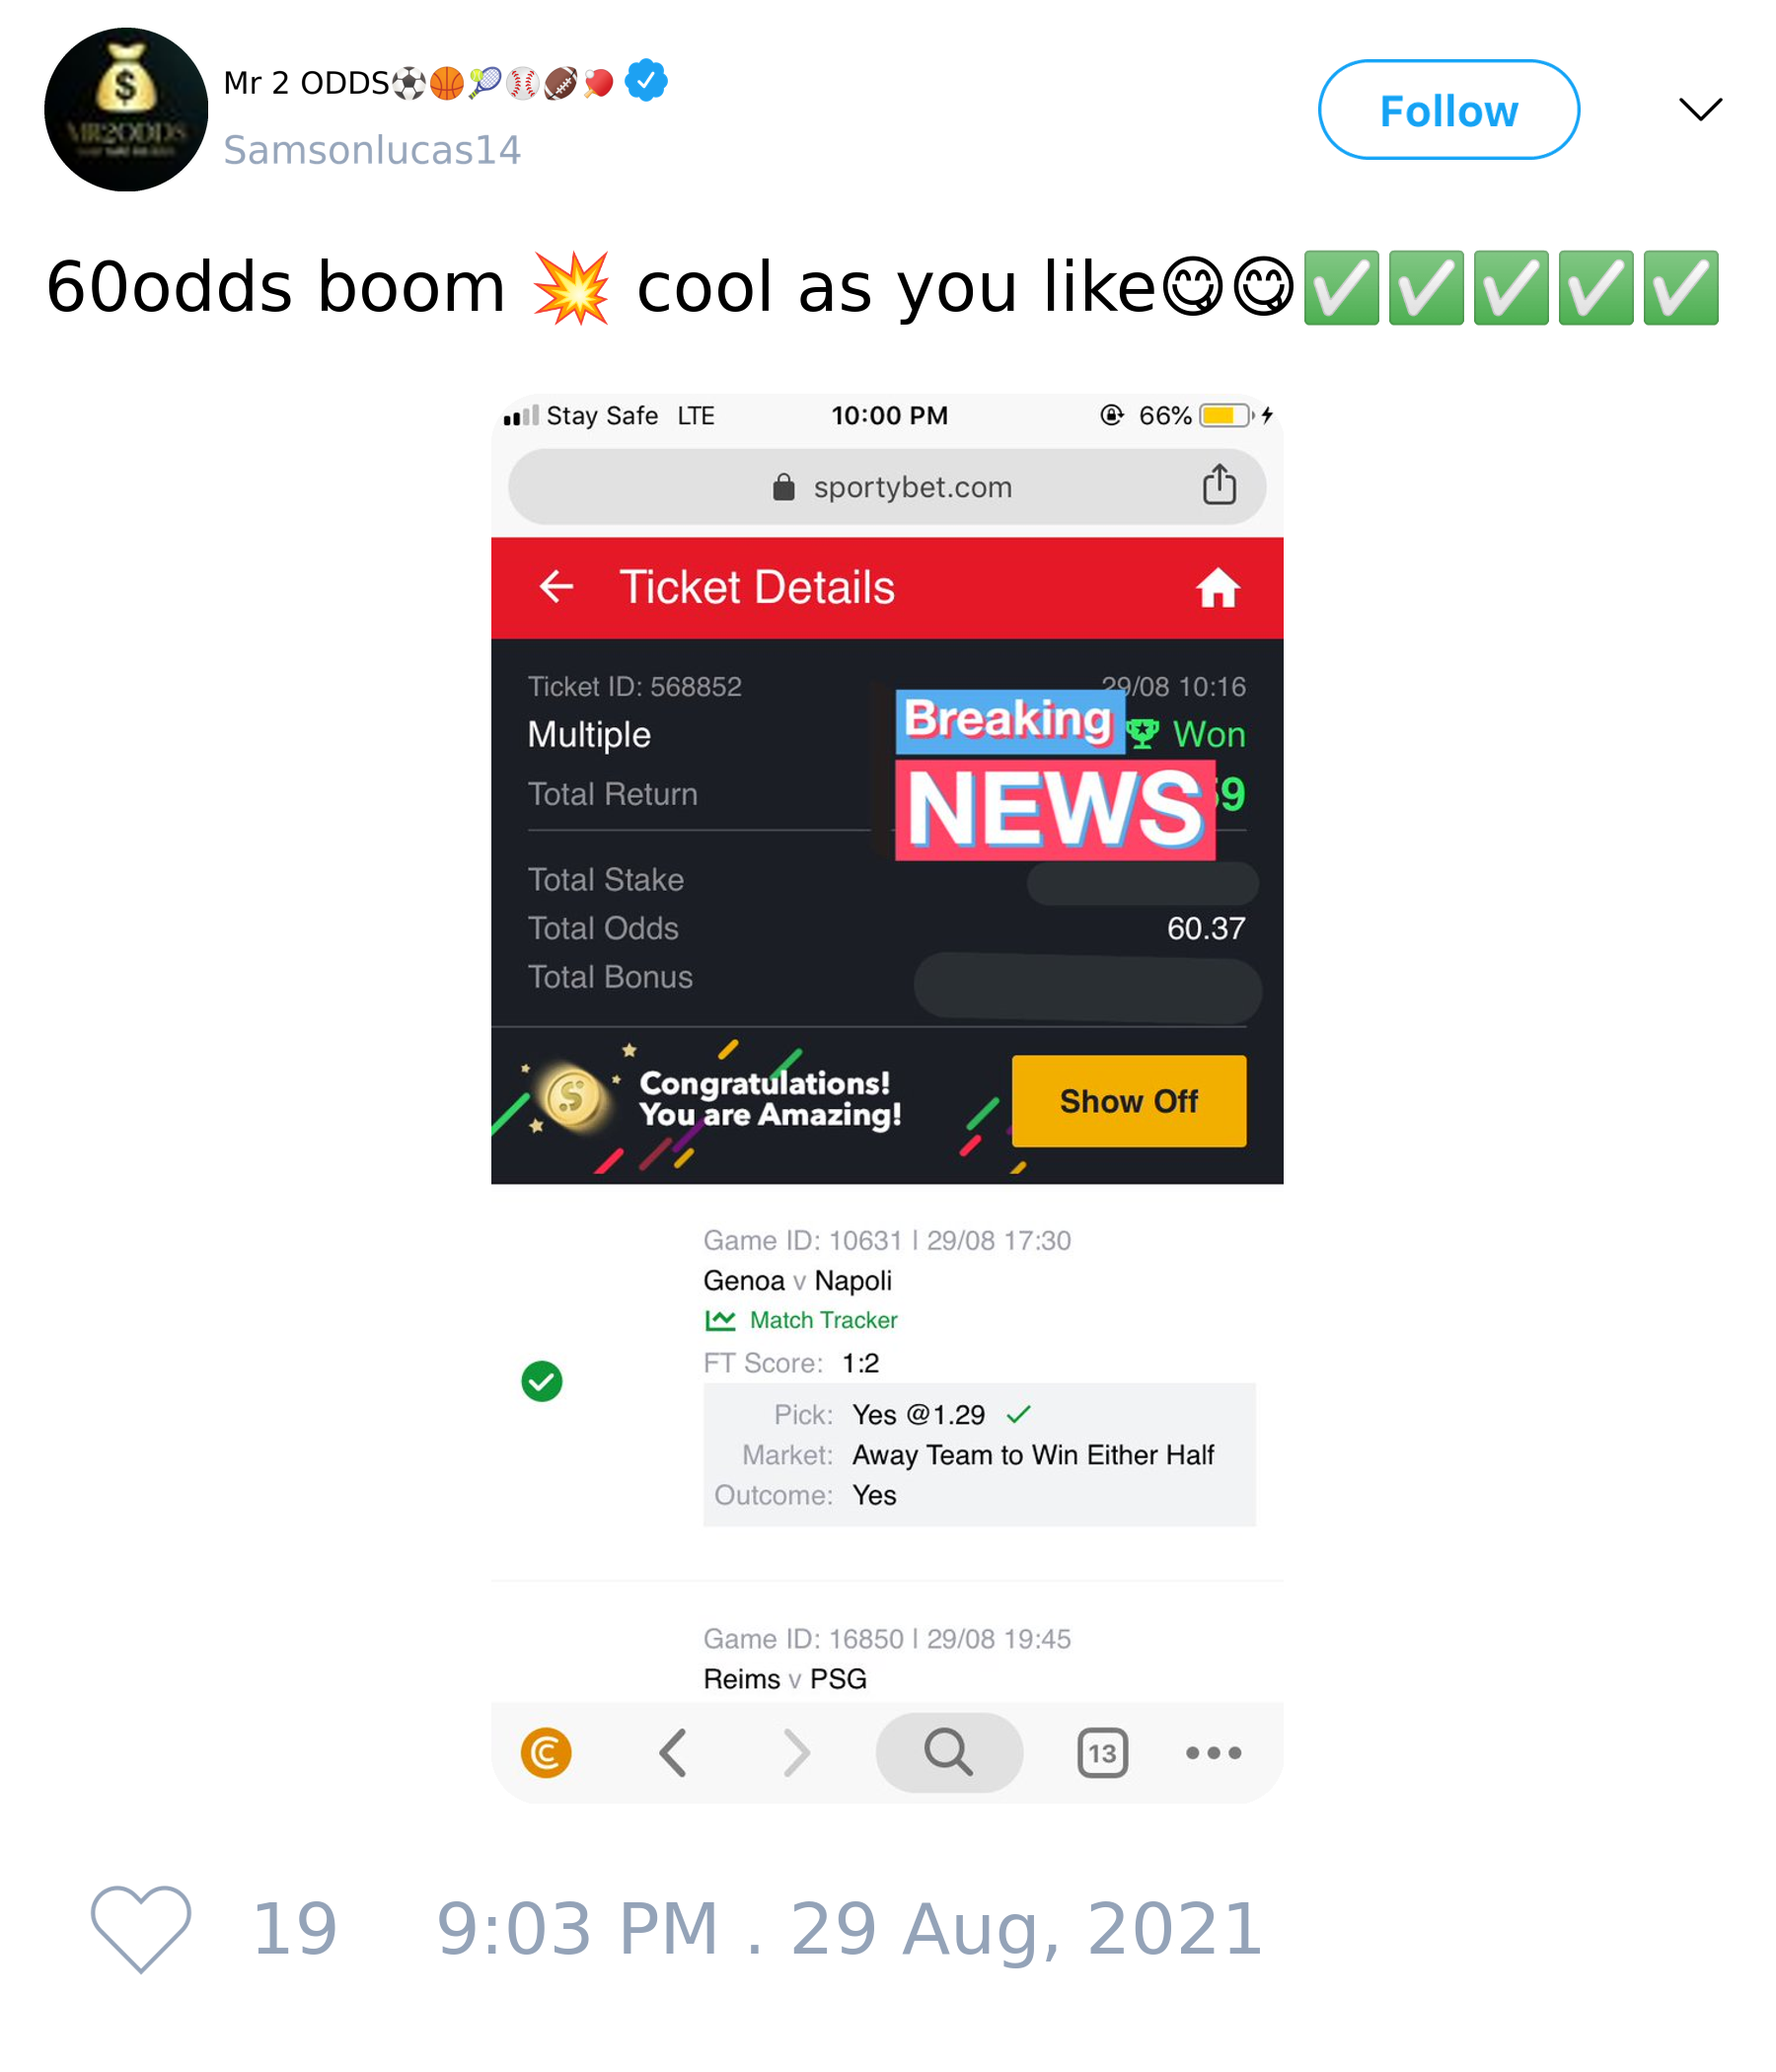 Mr 2 ODDS⚽🏀🎾⚾🏈🏓
Samsonlucas14
Follow
60odds boom 💥 cool as you like😋😋✅✅✅✅✅
Stay Safe LTE 10:00 PM 66%
sportybet.com
Ticket Details
Ticket ID: 568852 29/08 10:16
Breaking
Multiple Won
NEWS
Total Return 9
Total Stake
Total Odds 60.37
Total Bonus
Congratulations!
You are Amazing!
Show Off
Game ID: 10631 | 29/08 17:30
Genoa v Napoli
Match Tracker
FT Score: 1:2
Pick: Yes @1.29
Market: Away Team to Win Either Half
Outcome: Yes
Game ID: 16850 | 29/08 19:45
Reims v PSG
13
19 9:03 PM . 29 Aug, 2021